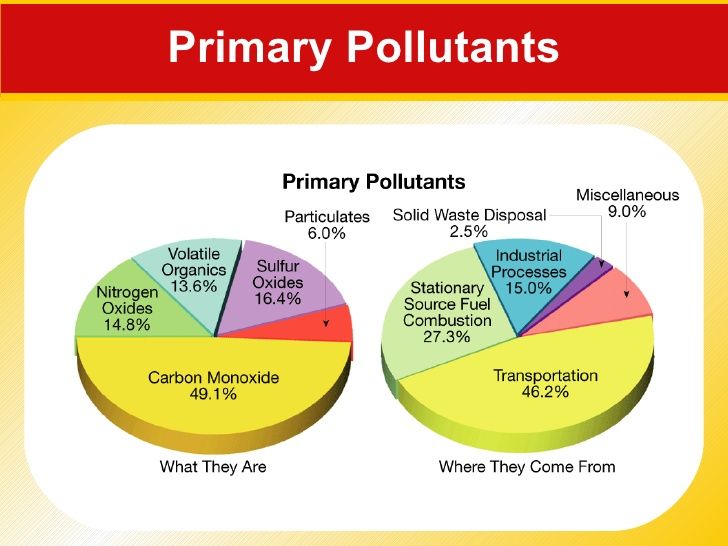 Primary Pollutants
Primary Pollutants
Particulates
6.0%
Volatile
Organics
13.6%
Sulfur
Oxides
16.4%
Nitrogen
Oxides
14.8%
Carbon Monoxide
49.1%
What They Are
Miscellaneous
9.0%
Solid Waste Disposal
2.5%
Industrial
Processes
15.0%
Stationary
Source Fuel
Combustion
27.3%
Transportation
46.2%
Where They Come From